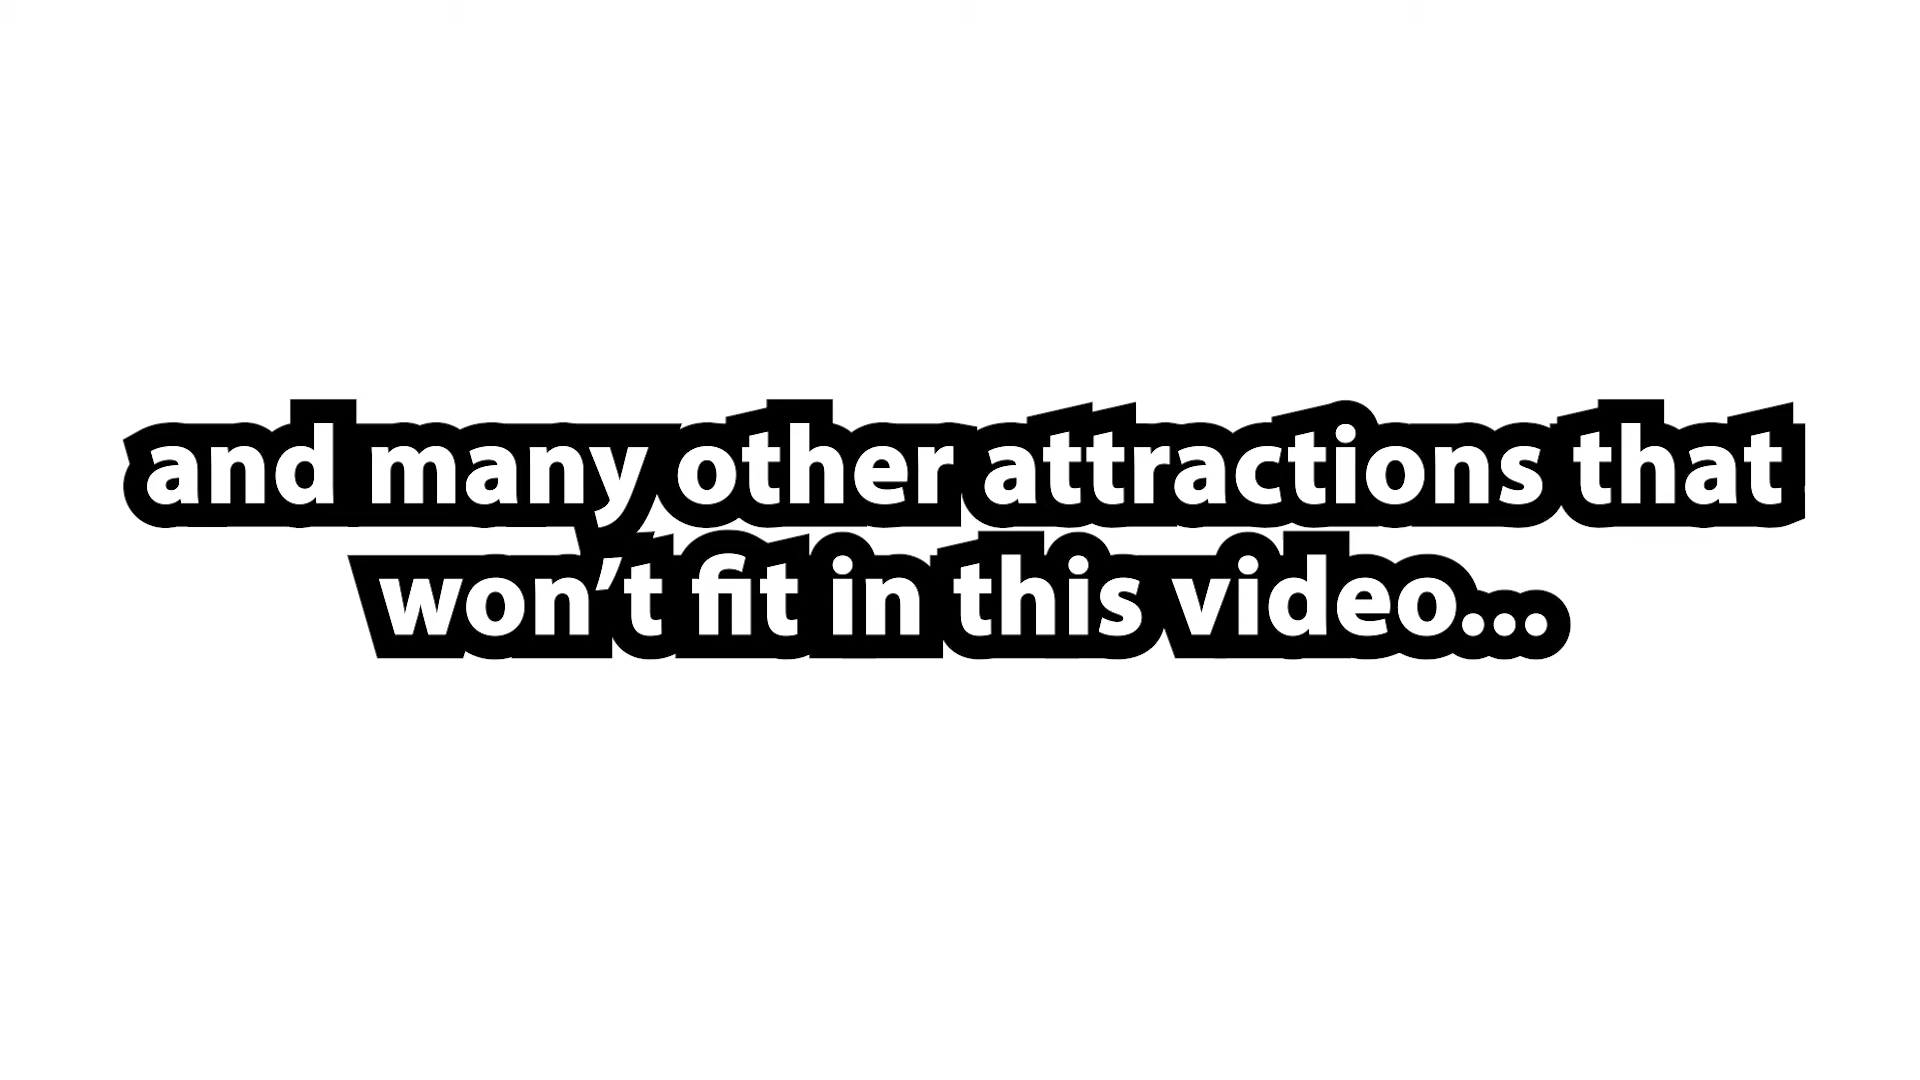 and many other attractions that
won’t fit in this video...